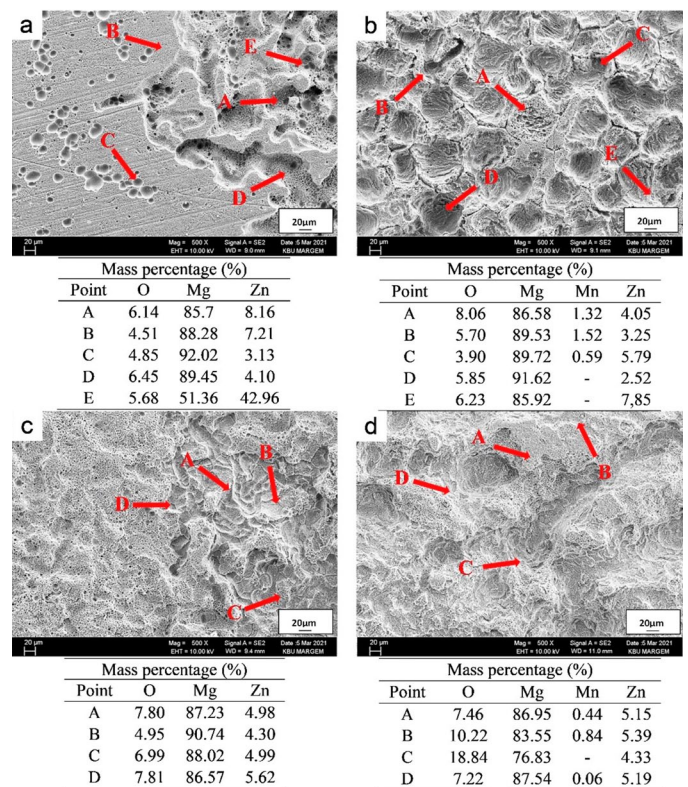 a
B
E
A
C
D
20μm
20 μm
Mag = 500 X
Signal A = SE2
Date :5 Mar 2021
EHT = 10.00 kV
WD = 9.0 mm
KBU MARGEM
b
C
A
B
E
D
20μm
20 μm
Mag = 500 X
Signal A = SE2
Date :5 Mar 2021
EHT = 10.00 kV
WD = 9.1 mm
KBU MARGEM
Mass percentage (%)
Point O Mg Zn
A 6.14 85.7 8.16
B 4.51 88.28 7.21
C 4.85 92.02 3.13
D 6.45 89.45 4.10
E 5.68 51.36 42.96
Mass percentage (%)
Point O Mg Mn Zn
A 8.06 86.58 1.32 4.05
B 5.70 89.53 1.52 3.25
C 3.90 89.72 0.59 5.79
D 5.85 91.62 - 2.52
E 6.23 85.92 - 7,85
c
A
B
D
C
20μm
20 μm
Mag = 500 X
Signal A = SE2
Date :5 Mar 2021
EHT = 10.00 kV
WD = 9.4 mm
KBU MARGEM
d
A
B
D
C
20μm
20 μm
Mag = 500 X
Signal A = SE2
Date :5 Mar 2021
EHT = 10.00 kV
WD = 11.0 mm
KBU MARGEM
Mass percentage (%)
Point O Mg Zn
A 7.80 87.23 4.98
B 4.95 90.74 4.30
C 6.99 88.02 4.99
D 7.81 86.57 5.62
Mass percentage (%)
Point O Mg Mn Zn
A 7.46 86.95 0.44 5.15
B 10.22 83.55 0.84 5.39
C 18.84 76.83 - 4.33
D 7.22 87.54 0.06 5.19